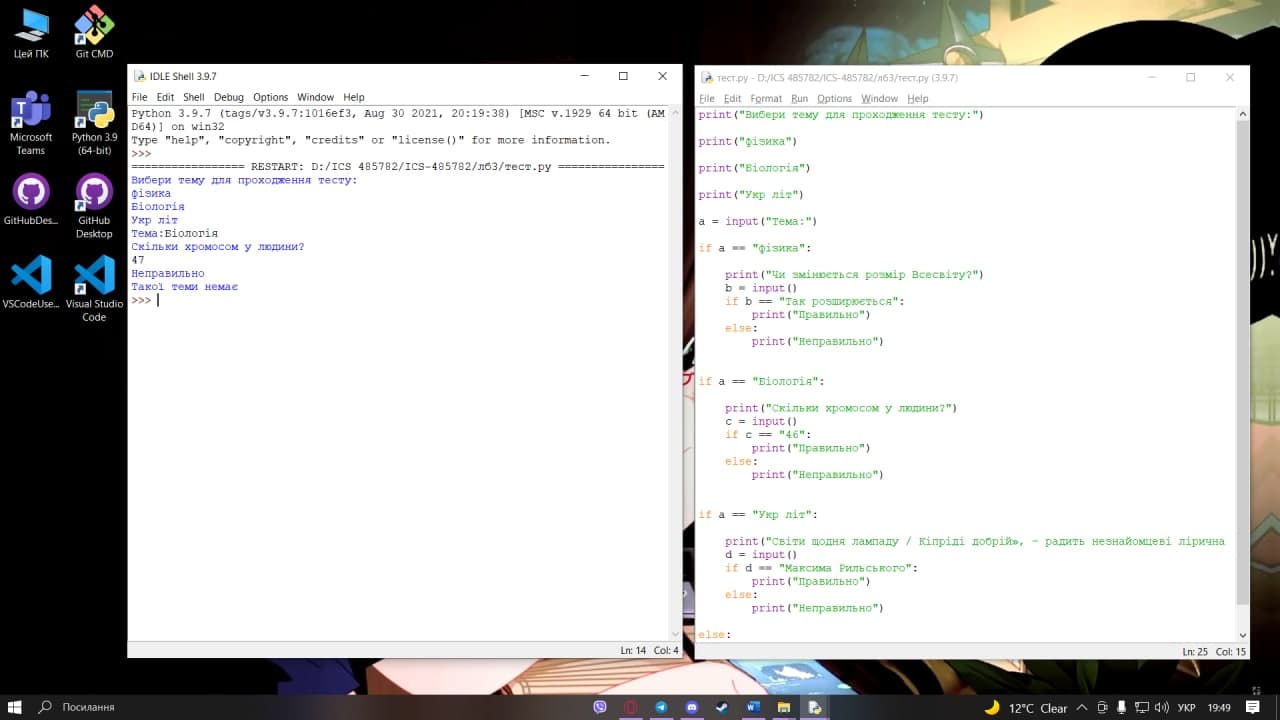 Цей ПК
Git CMD
Microsoft Teams
Python 3.9 (64-bit)
GitHubDes...
GitHub Desktop
VSCodeUse...
Visual Studio Code
IDLE Shell 3.9.7
File Edit Shell Debug Options Window Help
Python 3.9.7 (tags/v3.9.7:1016ef3, Aug 30 2021, 20:19:38) [MSC v.1929 64 bit (AM
D64)] on win32
Type "help", "copyright", "credits" or "license()" for more information.
>>>
================= RESTART: D:/ICS 485782/ICS-485782/лб3/тест.py ================
Вибери тему для проходження тесту:
фізика
Біологія
Укр літ
Тема:Біологія
Скільки хромосом у людини?
47
Неправильно
Такої теми немає
>>>
Ln: 14 Col: 4
тест.py - D:/ICS 485782/ICS-485782/лб3/тест.py (3.9.7)
File Edit Format Run Options Window Help
print("Вибери тему для проходження тесту:")
print("фізика")
print("Біологія")
print("Укр літ")
a = input("Тема:")
if a == "фізика":
print("Чи змінюється розмір Всесвіту?")
b = input()
if b == "Так розширюється":
print("Правильно")
else:
print("Неправильно")
if a == "Біологія":
print("Скільки хромосом у людини?")
c = input()
if c == "46":
print("Правильно")
else:
print("Неправильно")
if a == "Укр літ":
print("Світи щодня лампаду / Кіпріді добрій», – радить незнайомцеві лірична
d = input()
if d == "Максима Рильського":
print("Правильно")
else:
print("Неправильно")
else:
Ln: 25 Col: 15
Посилання
12°C Clear
УКР
19:49